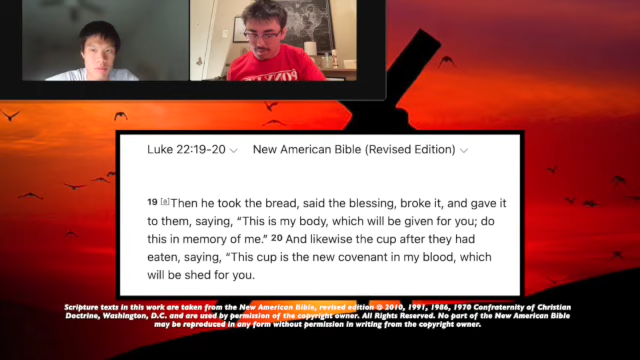 Luke 22:19-20 New American Bible (Revised Edition)
19 [a]Then he took the bread, said the blessing, broke it, and gave it
to them, saying, “This is my body, which will be given for you; do
this in memory of me.” 20 And likewise the cup after they had
eaten, saying, “This cup is the new covenant in my blood, which
will be shed for you.
Scripture texts in this work are taken from the New American Bible, revised edition © 2010, 1991, 1986, 1970 Confraternity of Christian
Doctrine, Washington, D.C. and are used by permission of the copyright owner. All Rights Reserved. No part of the New American Bible
may be reproduced in any form without permission in writing from the copyright owner.